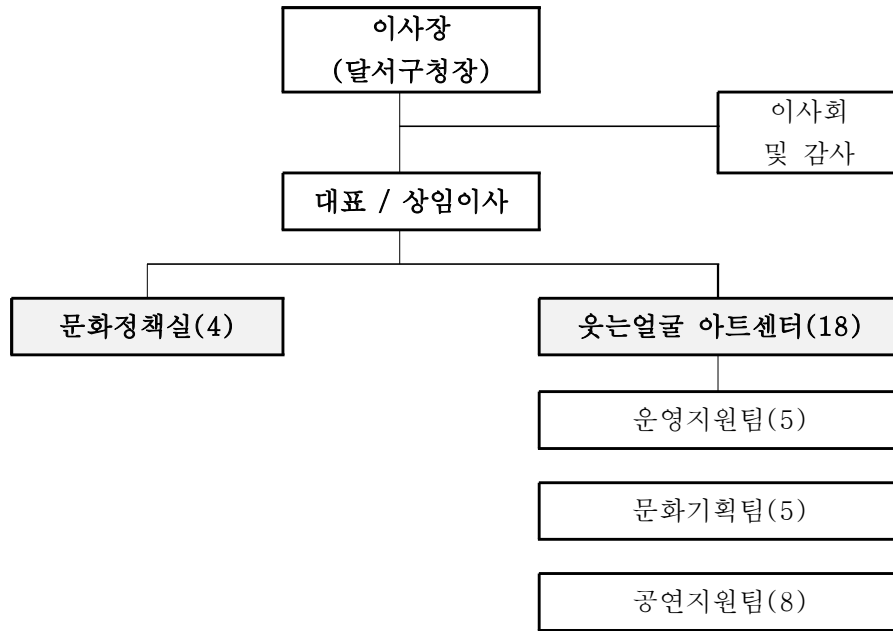 이사장
(달서구청장)
이사회
및 감사
대표 / 상임이사
문화정책실(4)
웃는얼굴 아트센터(18)
운영지원팀(5)
문화기획팀(5)
공연지원팀(8)